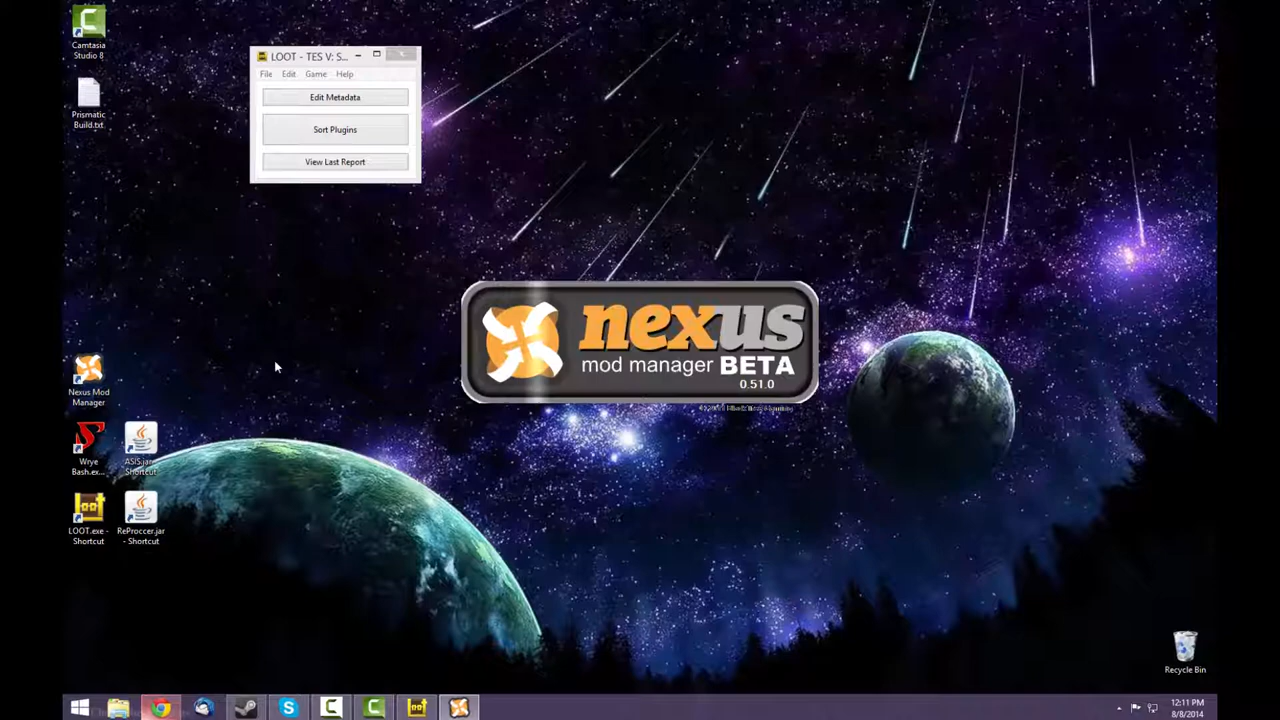 Camtasia
Studio 8
Prismatic
Build.txt
LOOT - TES V: S...
File Edit Game Help
Edit Metadata
Sort Plugins
View Last Report
nexus
mod manager BETA
0.51.0
Nexus Mod
Manager
Wrye
Bash.ex...
ASIS.jar
Shortcut
LOOT.exe -
Shortcut
ReProccer.jar
- Shortcut
Recycle Bin
12:11 PM
8/8/2014